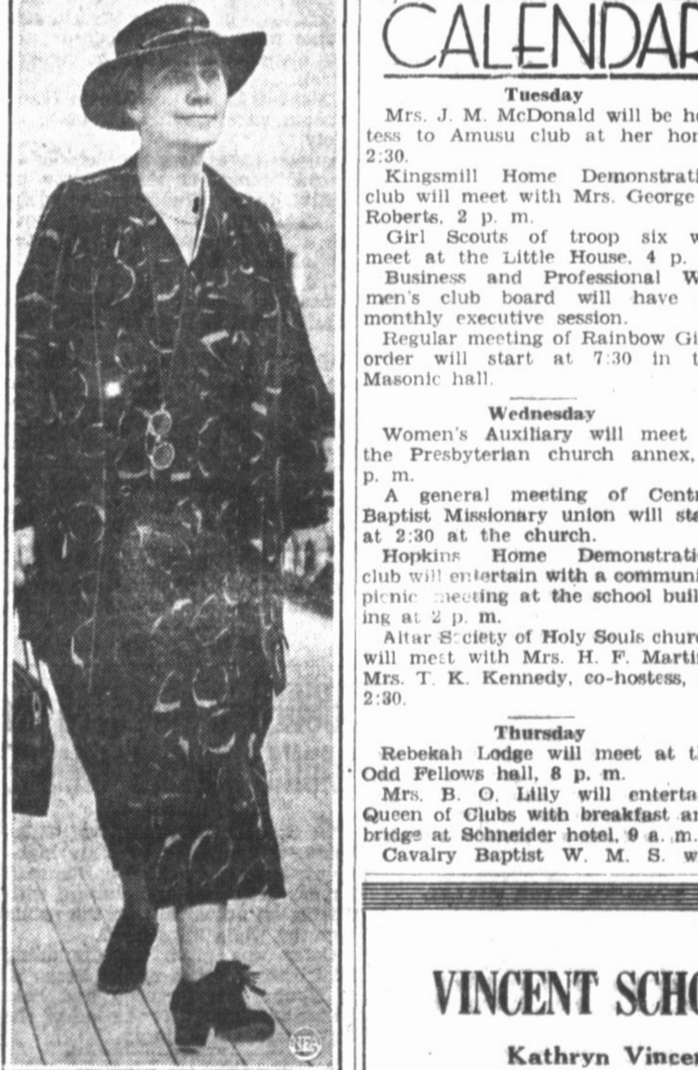 CALENDAR
Tuesday
Mrs. J. M. McDonald will be ho
tess to Amusu club at her hom
2:30.
Kingsmill Home Demonstrati
club will meet with Mrs. George
Roberts, 2 p. m.
Girl Scouts of troop six w
meet at the Little House, 4 p.
Business and Professional W
men's club board will have
monthly executive session.
Regular meeting of Rainbow Gi
order will start at 7:30 in t
Masonic hall.
Wednesday
Women's Auxiliary will meet
the Presbyterian church annex,
p. m.
A general meeting of Centr
Baptist Missionary union will sta
at 2:30 at the church.
Hopkins Home Demonstrati
club will entertain with a communi
picnic meeting at the school buil
ing at 2 p. m.
Altar Society of Holy Souls churc
will meet with Mrs. H. F. Marti
Mrs. T. K. Kennedy, co-hostess,
2:30.
Thursday
Rebekah Lodge will meet at t
Odd Fellows hall, 8 p. m.
Mrs. B. O. Lilly will enterta
Queen of Clubs with breakfast an
bridge at Schneider hotel, 9 a. m.
Cavalry Baptist W. M. S. w
VINCENT SCHO
Kathryn Vincen
NEA